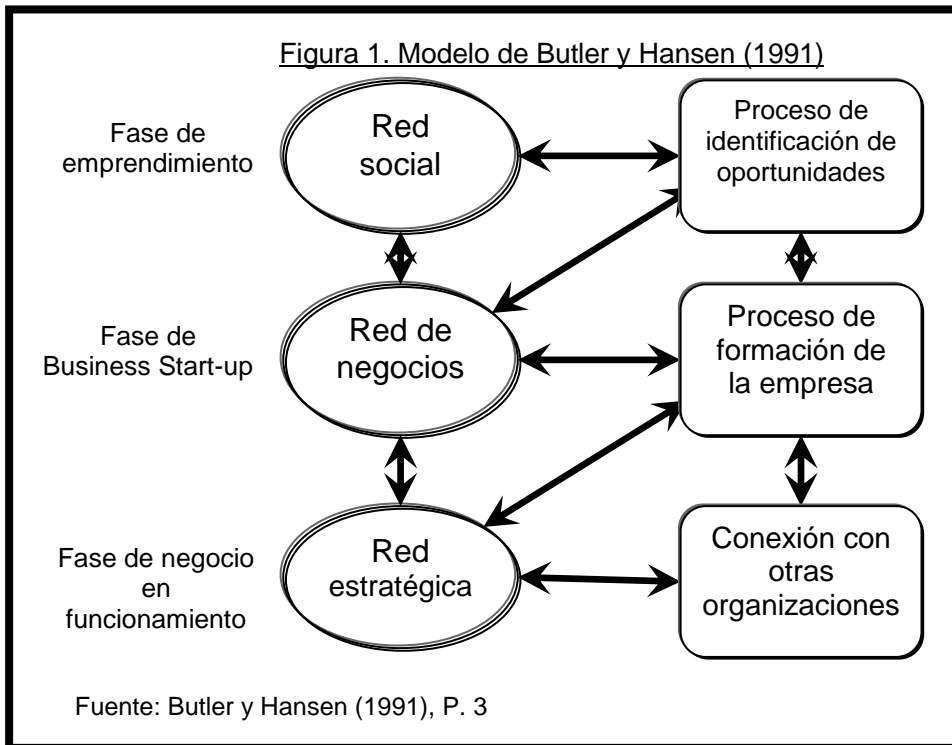 Figura 1. Modelo de Butler y Hansen (1991)
Fase de
emprendimiento
Red
social
Proceso de
identificación de
oportunidades
Fase de
Business Start-up
Red de
negocios
Proceso de
formación de
la empresa
Fase de negocio
en
funcionamiento
Red
estratégica
Conexión con
otras
organizaciones
Fuente: Butler y Hansen (1991), P. 3